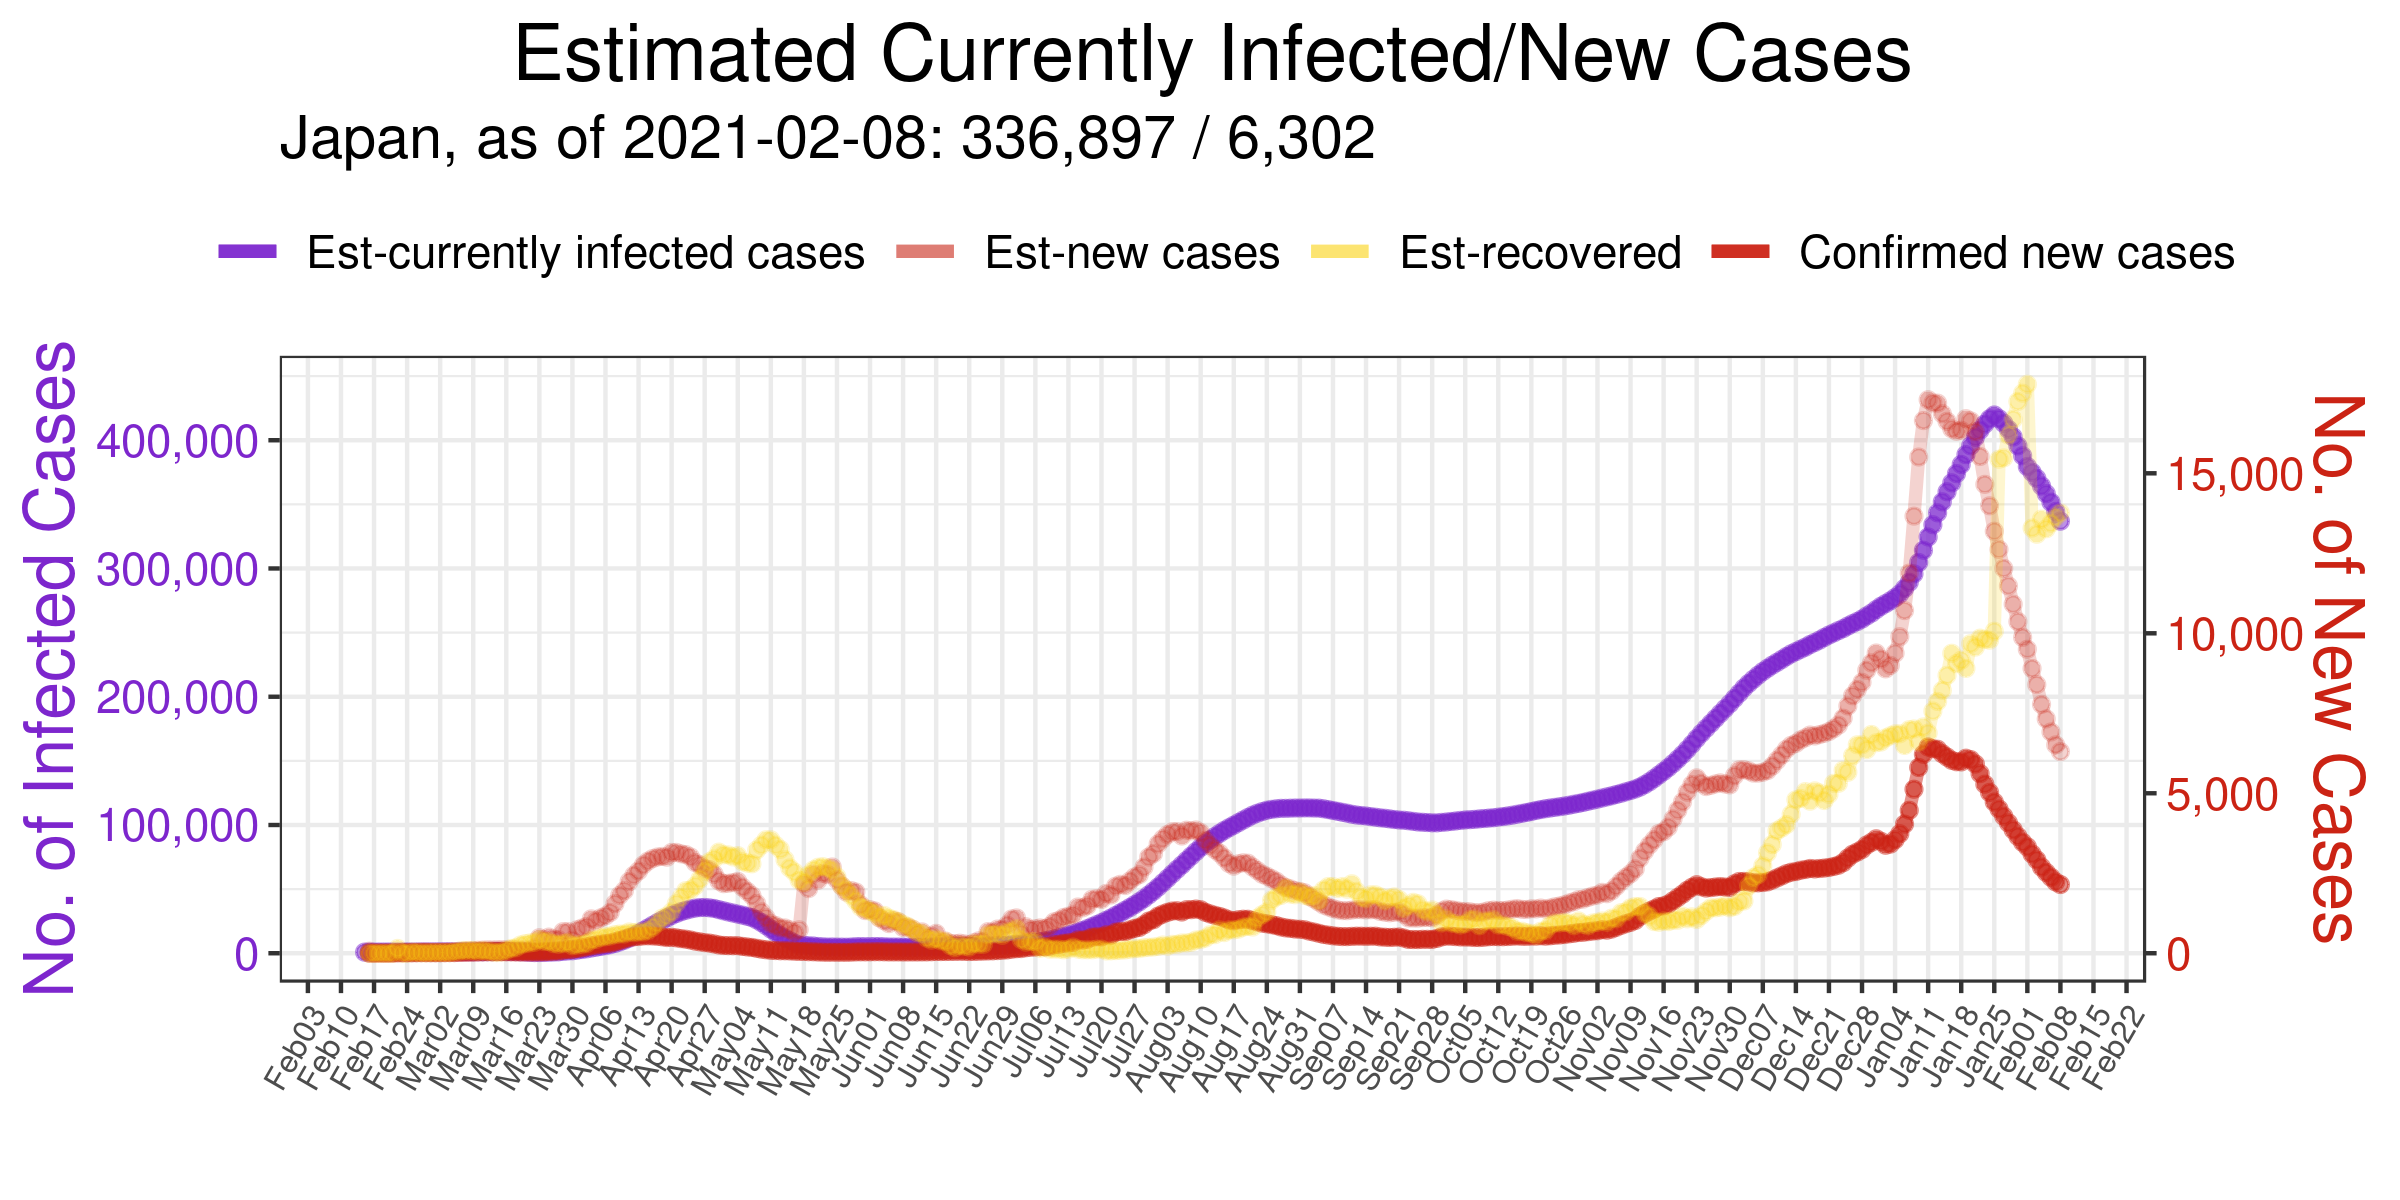 Estimated Currently Infected/New Cases
Japan, as of 2021-02-08: 336,897 / 6,302
Est-currently infected cases
Est-new cases
Est-recovered
Confirmed new cases
No. of Infected Cases
400,000
300,000
200,000
100,000
0
No. of New Cases
15,000
10,000
5,000
0
Feb03
Feb10
Feb17
Feb24
Mar02
Mar09
Mar16
Mar23
Mar30
Apr06
Apr13
Apr20
Apr27
May04
May11
May18
May25
Jun01
Jun08
Jun15
Jun22
Jun29
Jul06
Jul13
Jul20
Jul27
Aug03
Aug10
Aug17
Aug24
Aug31
Sep07
Sep14
Sep21
Sep28
Oct05
Oct12
Oct19
Oct26
Nov02
Nov09
Nov16
Nov23
Nov30
Dec07
Dec14
Dec21
Dec28
Jan04
Jan11
Jan18
Jan25
Feb01
Feb08
Feb15
Feb22